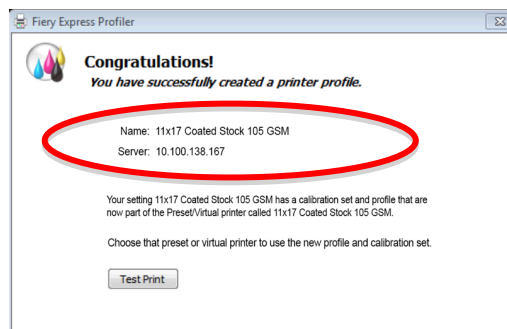 Fiery Express Profiler
Congratulations!
You have successfully created a printer profile.
Name: 11x17 Coated Stock 105 GSM
Server: 10.100.138.167
Your setting 11x17 Coated Stock 105 GSM has a calibration set and profile that are
now part of the Preset/Virtual printer called 11x17 Coated Stock 105 GSM.
Choose that preset or virtual printer to use the new profile and calibration set.
Test Print